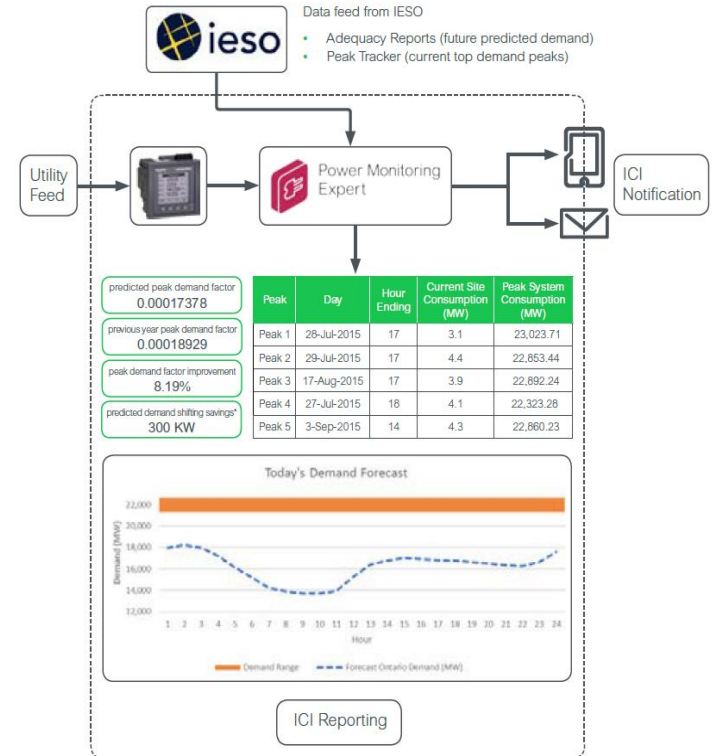 ieso
Data feed from IESO
• Adequacy Reports (future predicted demand)
• Peak Tracker (current top demand peaks)
Utility
Feed
Power Monitoring
Expert
ICI
Notification
predicted peak demand factor
0.00017378
previous year peak demand factor
0.00018929
peak demand factor improvement
8.19%
predicted demand shifting savings*
300 KW
Peak Day Hour Ending Current Site Consumption (MW) Peak System Consumption (MW)
Peak 1 28-Jul-2015 17 3.1 23,023.71
Peak 2 29-Jul-2015 17 4.4 22,853.44
Peak 3 17-Aug-2015 17 3.9 22,892.24
Peak 4 27-Jul-2015 18 4.1 22,323.28
Peak 5 3-Sep-2015 14 4.3 22,860.23
Today's Demand Forecast
Demand (MW)
22,000
20,000
18,000
16,000
14,000
12,000
1 2 3 4 5 6 7 8 9 10 11 12 13 14 15 16 17 18 19 20 21 22 23 24
Hour
Demand Range Forecast Ontario Demand (MW)
ICI Reporting